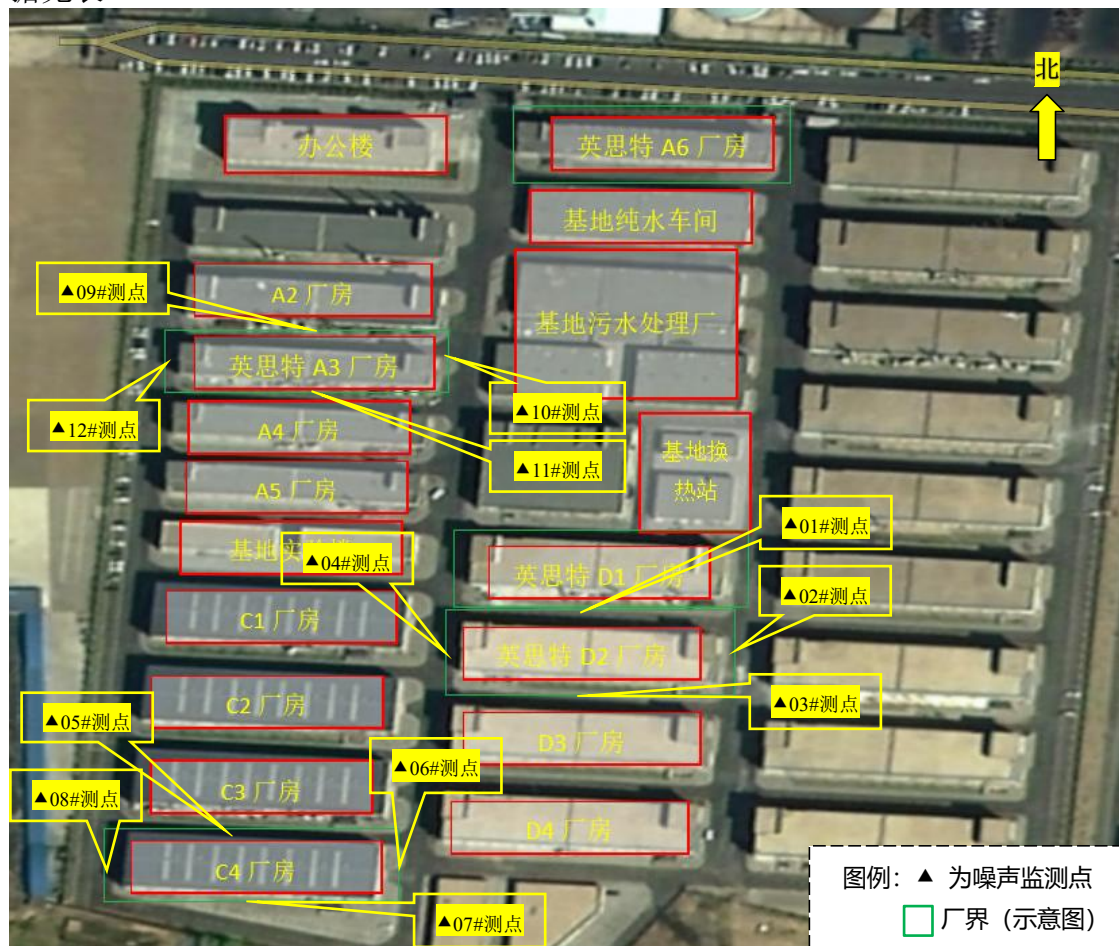 北
办公楼
英思特 A6 厂房
基地纯水车间
▲09#测点
A2 厂房
基地污水处理厂
英思特 A3 厂房
▲12#测点
▲10#测点
A4 厂房
▲11#测点
基地换
热站
A5 厂房
▲01#测点
基地实验楼
▲04#测点
英思特 D1 厂房
▲02#测点
C1 厂房
英思特 D2 厂房
C2 厂房
▲03#测点
▲05#测点
D3 厂房
▲06#测点
▲08#测点
C3 厂房
D4 厂房
C4 厂房
▲07#测点
图例：▲ 为噪声监测点
厂界（示意图）